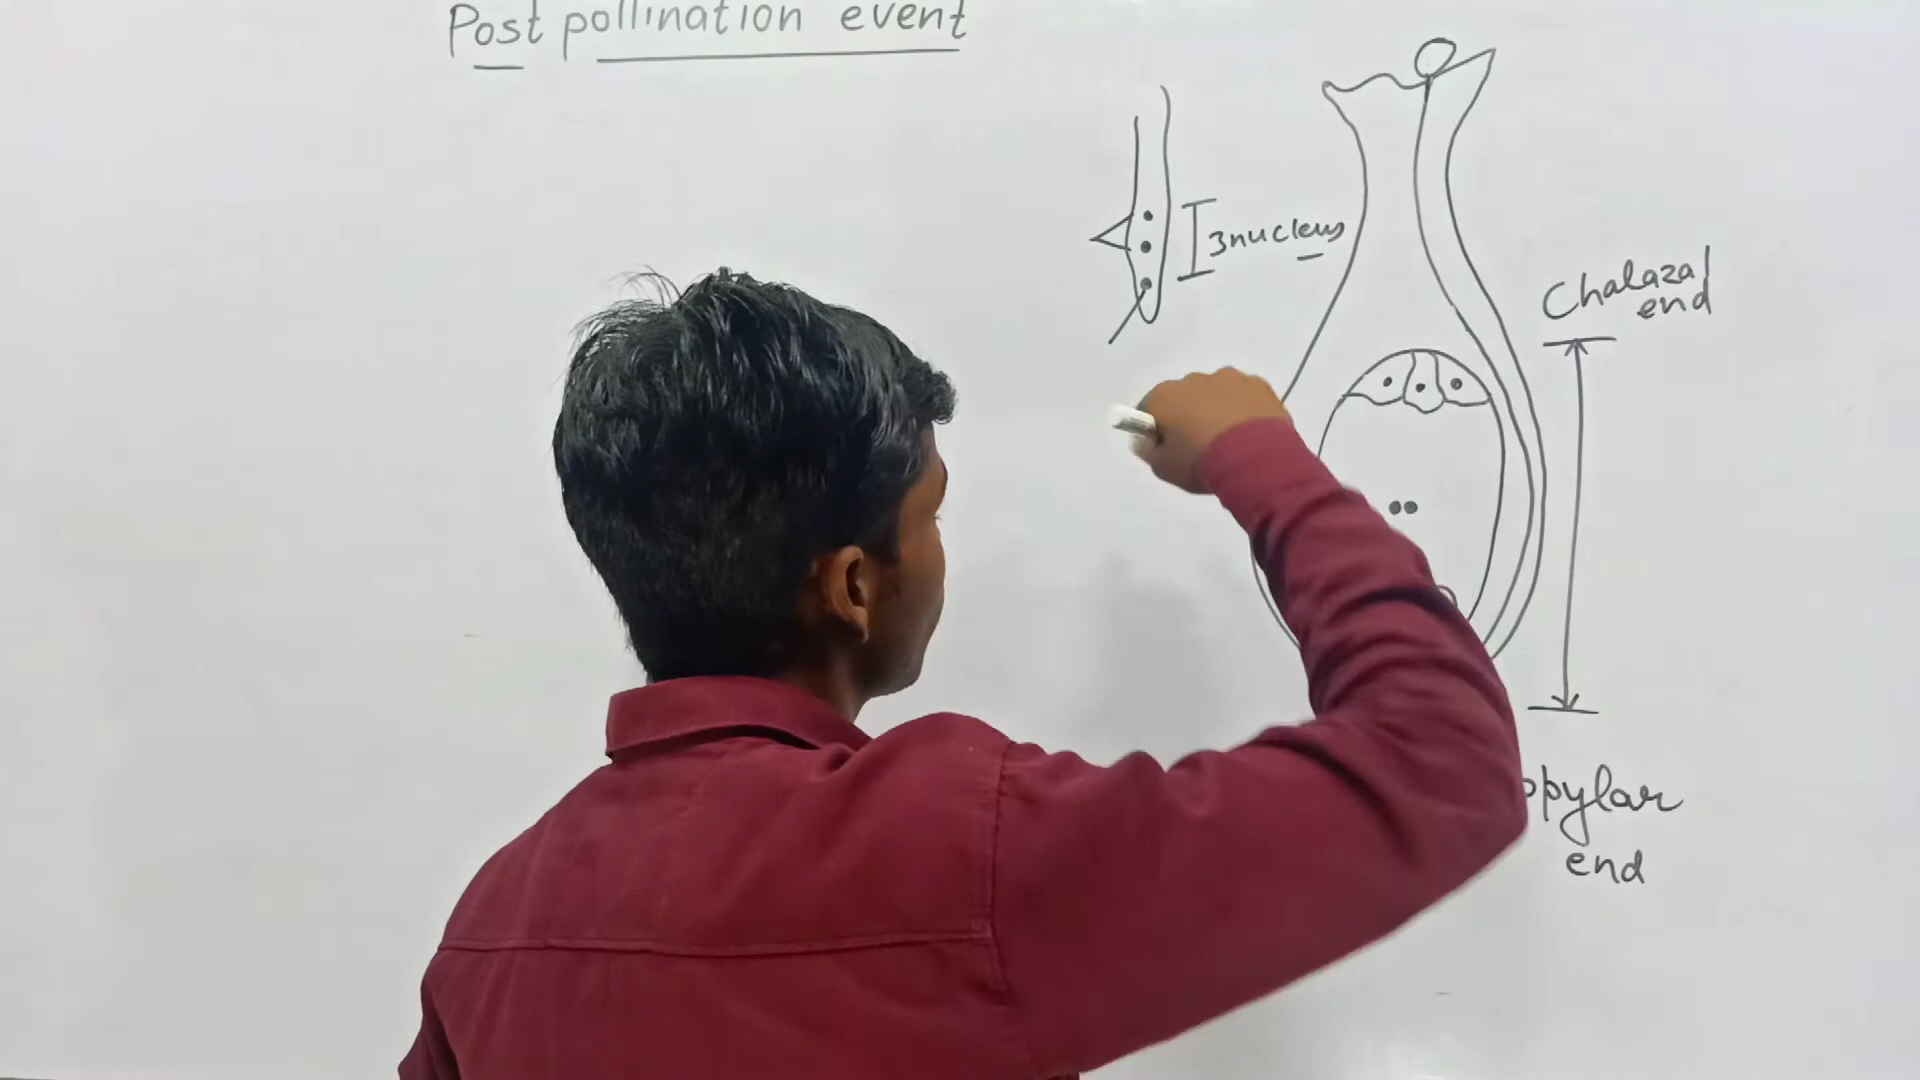 Post pollination event
3nucleus
Chalazal
end
end